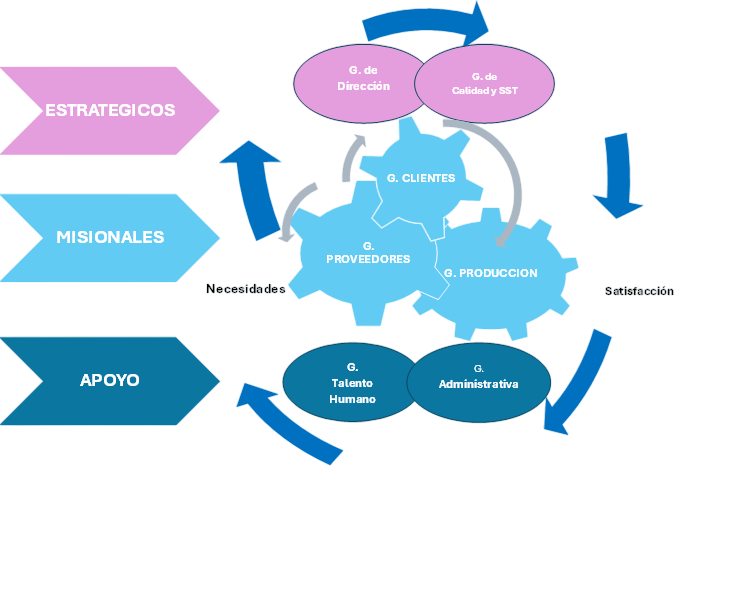 G. de
Dirección
G. de
Calidad y SST
ESTRATEGICOS
G. CLIENTES
MISIONALES
G.
PROVEEDORES
G. PRODUCCION
Necesidades
Satisfacción
APOYO
G.
Talento
Humano
G.
Administrativa